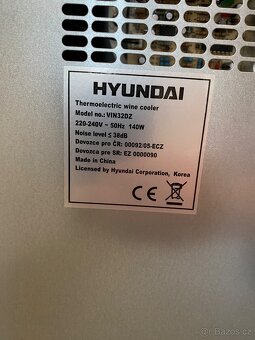 HYUNDAI
Thermoelectric wine cooler
Model no.: VIN32DZ
220-240V ~ 50Hz 140W
Noise level ≤ 38dB
Dovozce pro ČR: 00092/05-ECZ
Dovozce pre SR: EZ 0000090
Made in China
Licensed by Hyundai Corporation, Korea
CE
Bazos.cz